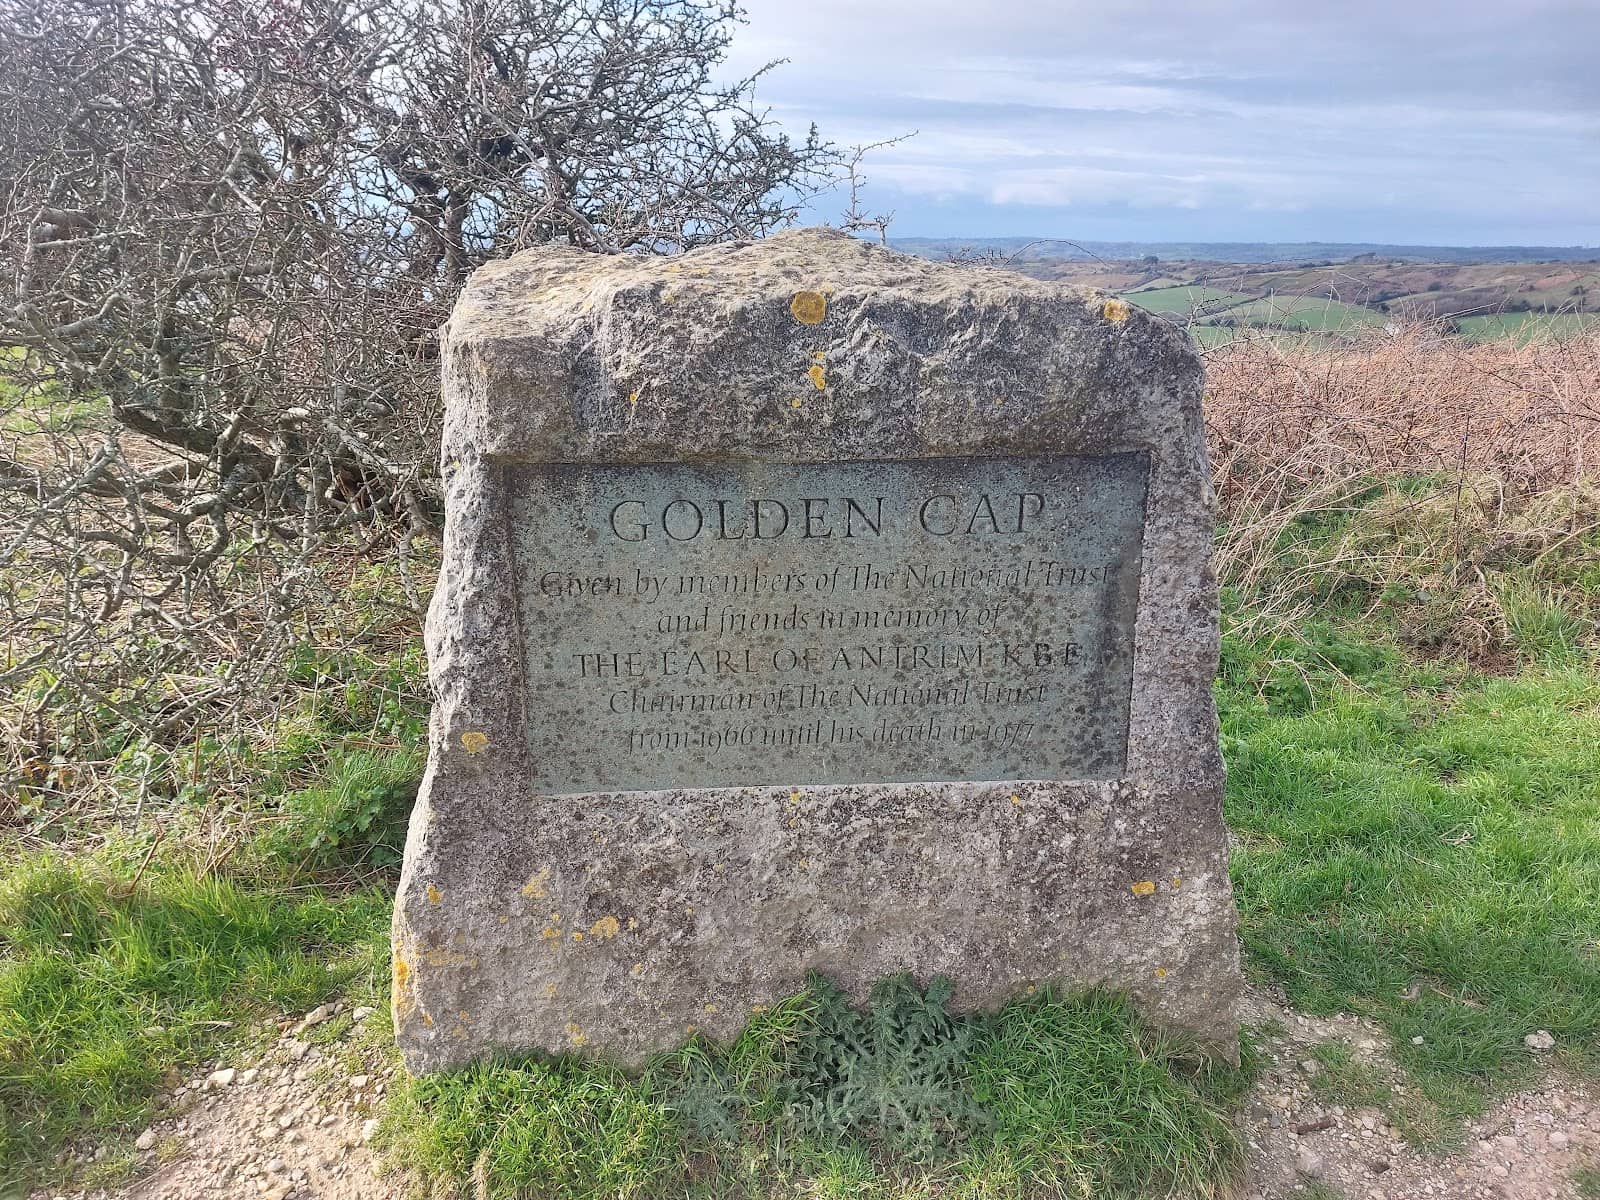 GOLDEN CAP
Given by members of The National Trust
and friends in memory of
THE EARL OF ANTRIM KBE
Chairman of The National Trust
from 1966 until his death in 1977